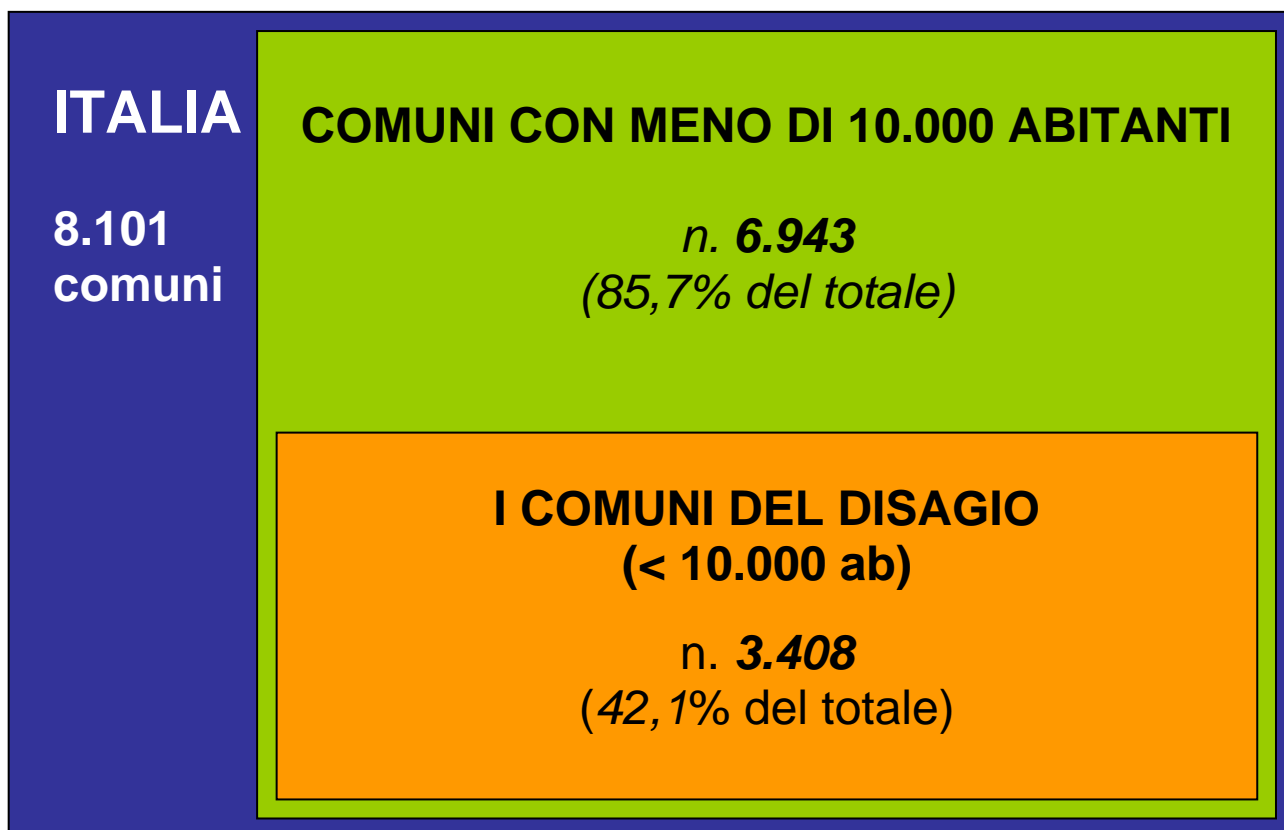 ITALIA
8.101
comuni
COMUNI CON MENO DI 10.000 ABITANTI
n. 6.943
(85,7% del totale)
I COMUNI DEL DISAGIO
(< 10.000 ab)
n. 3.408
(42,1% del totale)